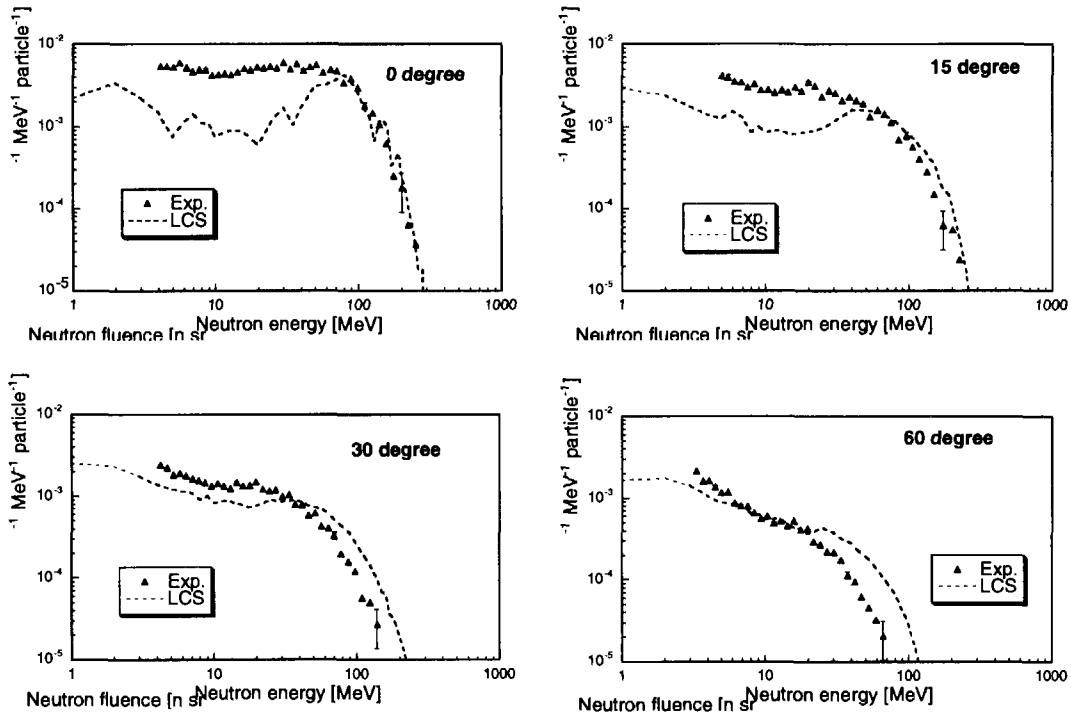 -1 MeV-1 particle-1]
10-2
10-3
10-4
10-5
0 degree
Exp.
LCS
1
10
100
1000
Neutron energy [MeV]
Neutron fluence [n sr
-1 MeV-1 particle-1]
10-2
10-3
10-4
10-5
15 degree
Exp.
LCS
1
10
100
1000
Neutron energy [MeV]
Neutron fluence [n sr
-1 MeV-1 particle-1]
10-2
10-3
10-4
10-5
30 degree
Exp.
LCS
1
10
100
1000
Neutron energy [MeV]
Neutron fluence [n sr
-1 MeV-1 particle-1]
10-2
10-3
10-4
10-5
60 degree
Exp.
LCS
1
10
100
1000
Neutron energy [MeV]
Neutron fluence [n sr